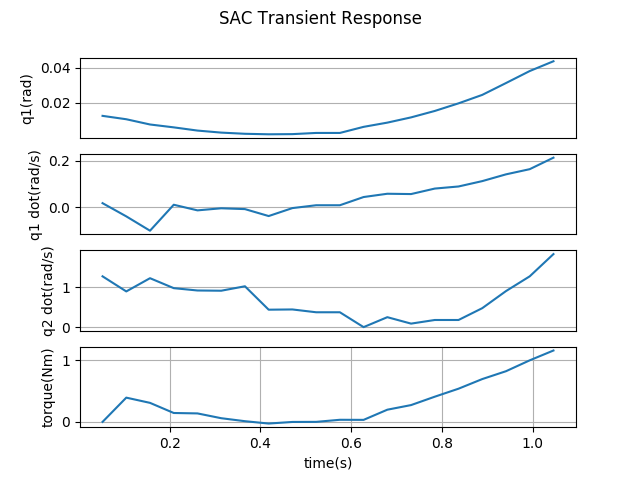 SAC Transient Response
0.04
0.02
q1(rad)
0.2
0.0
q1 dot(rad/s)
1
0
q2 dot(rad/s)
1
0
torque(Nm)
0.2 0.4 0.6 0.8 1.0
time(s)